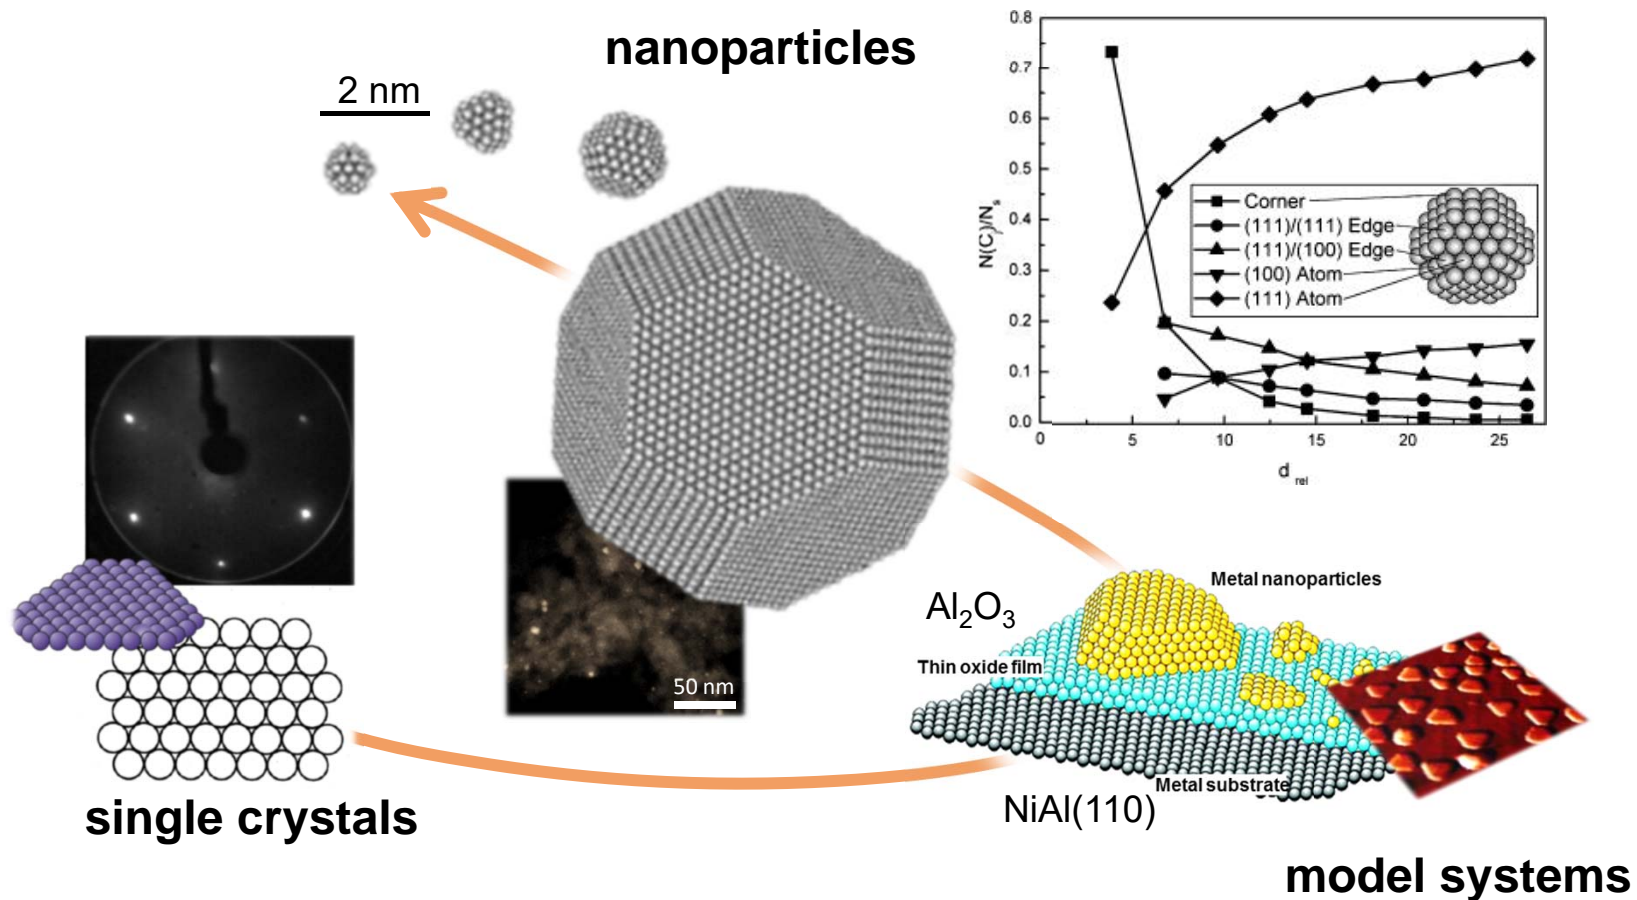 nanoparticles
2 nm
0.8
0.7
0.6
0.5
0.4
0.3
0.2
0.1
0.0
N(C_j)/N_s
Corner
(111)/(111) Edge
(111)/(100) Edge
(100) Atom
(111) Atom
0 5 10 15 20 25
d rel
50 nm
Al₂O₃
Metal nanoparticles
Thin oxide film
Metal substrate
NiAl(110)
single crystals
model systems